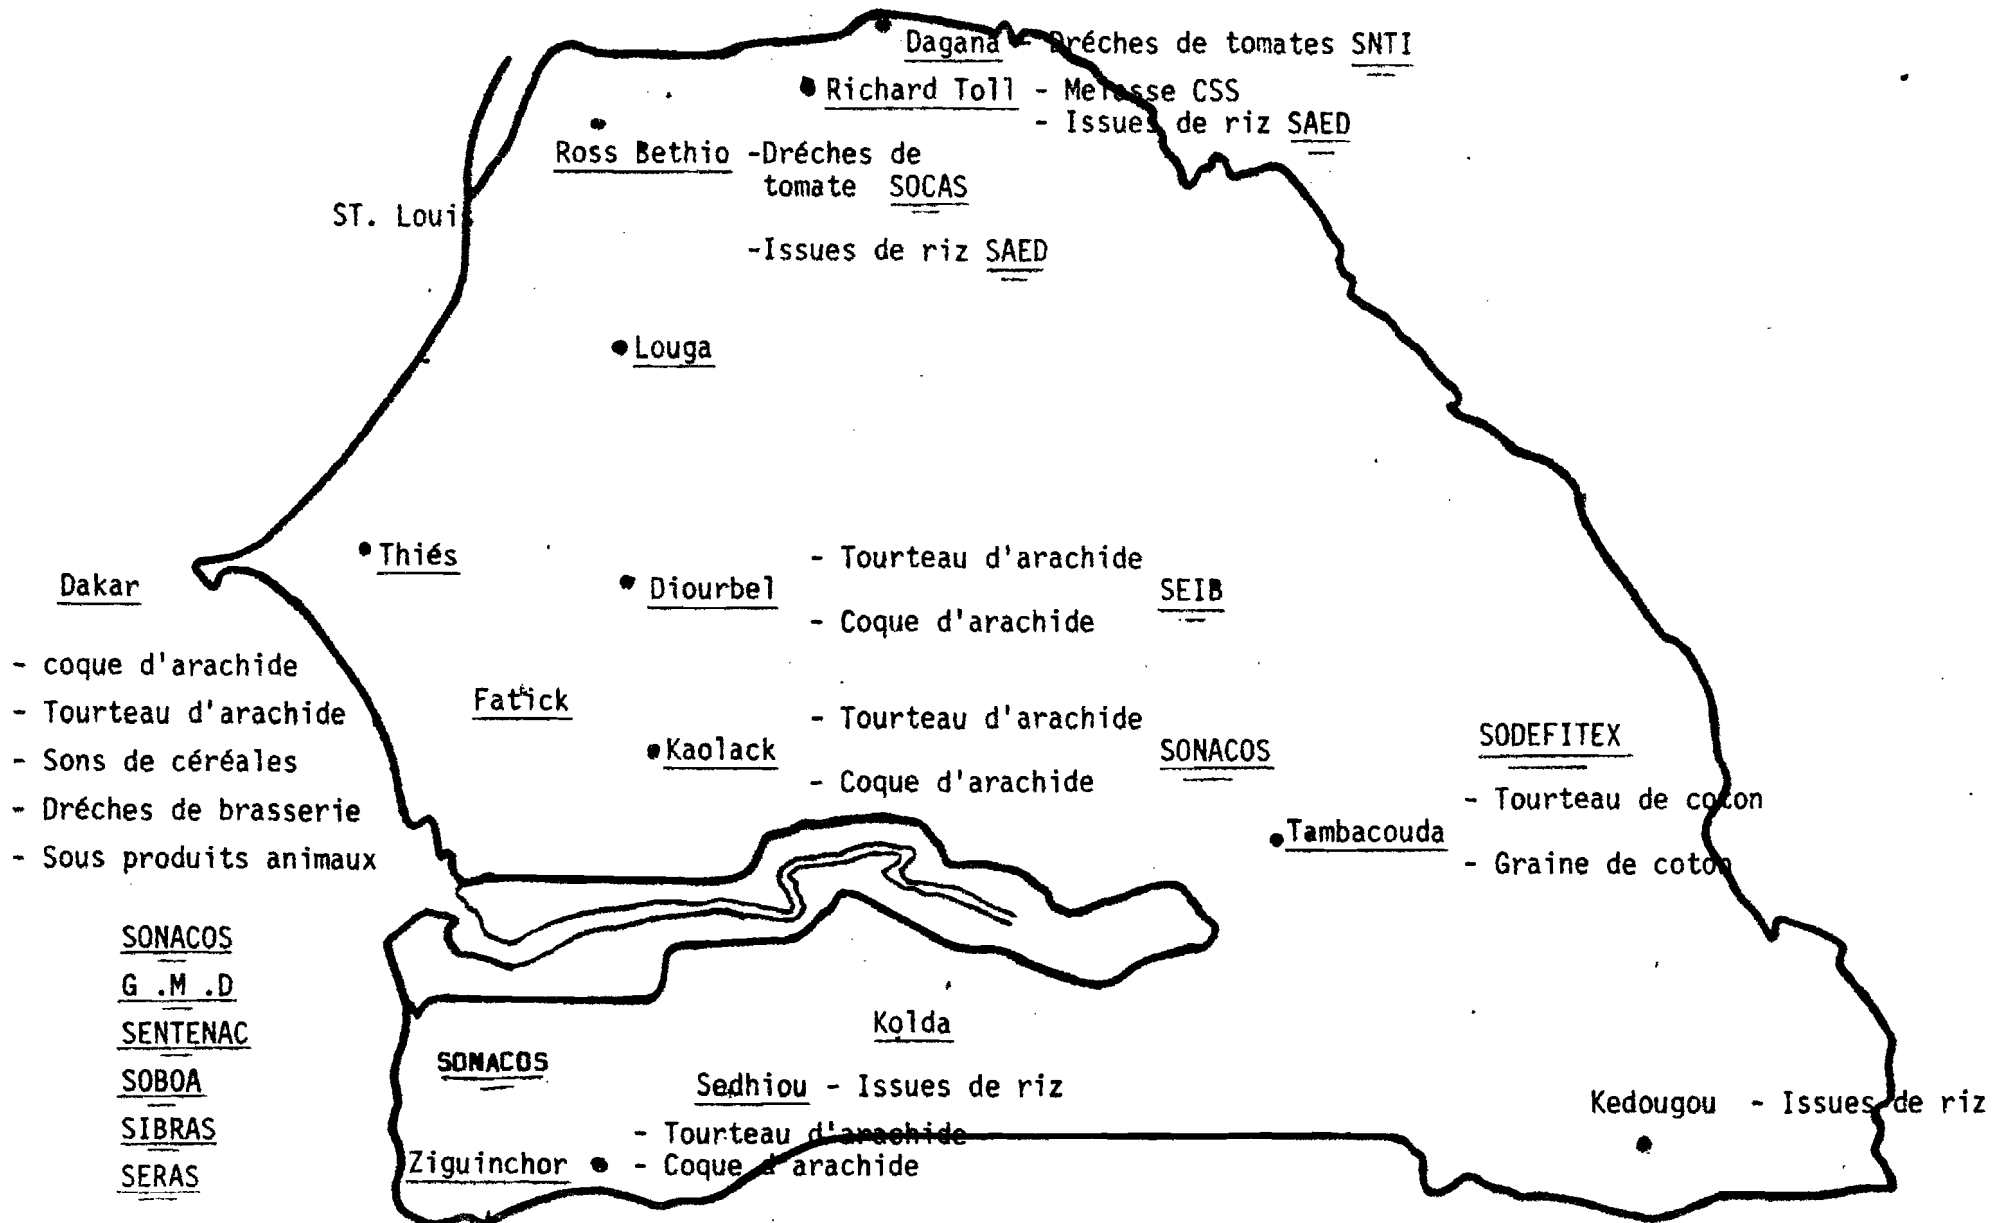 Dagana - Dréches de tomates SNTI
Richard Toll - Melasse CSS
- Issues de riz SAED
Ross Bethio -Dréches de
tomate SOCAS
-Issues de riz SAED
ST. Louis
Louga
Thiés
Dakar
- coque d'arachide
- Tourteau d'arachide
- Sons de céréales
- Dréches de brasserie
- Sous produits animaux
SONACOS
G .M .D
SENTENAC
SOBOA
SIBRAS
SERAS
Diourbel
- Tourteau d'arachide
- Coque d'arachide
SEIB
Fatick
Kaolack
- Tourteau d'arachide
- Coque d'arachide
SONACOS
SODEFITEX
- Tourteau de coton
- Graine de coton
Tambacouda
Kolda
SONACOS
Sedhiou - Issues de riz
- Tourteau d'arachide
Ziguinchor - Coque d'arachide
Kedougou - Issues de riz